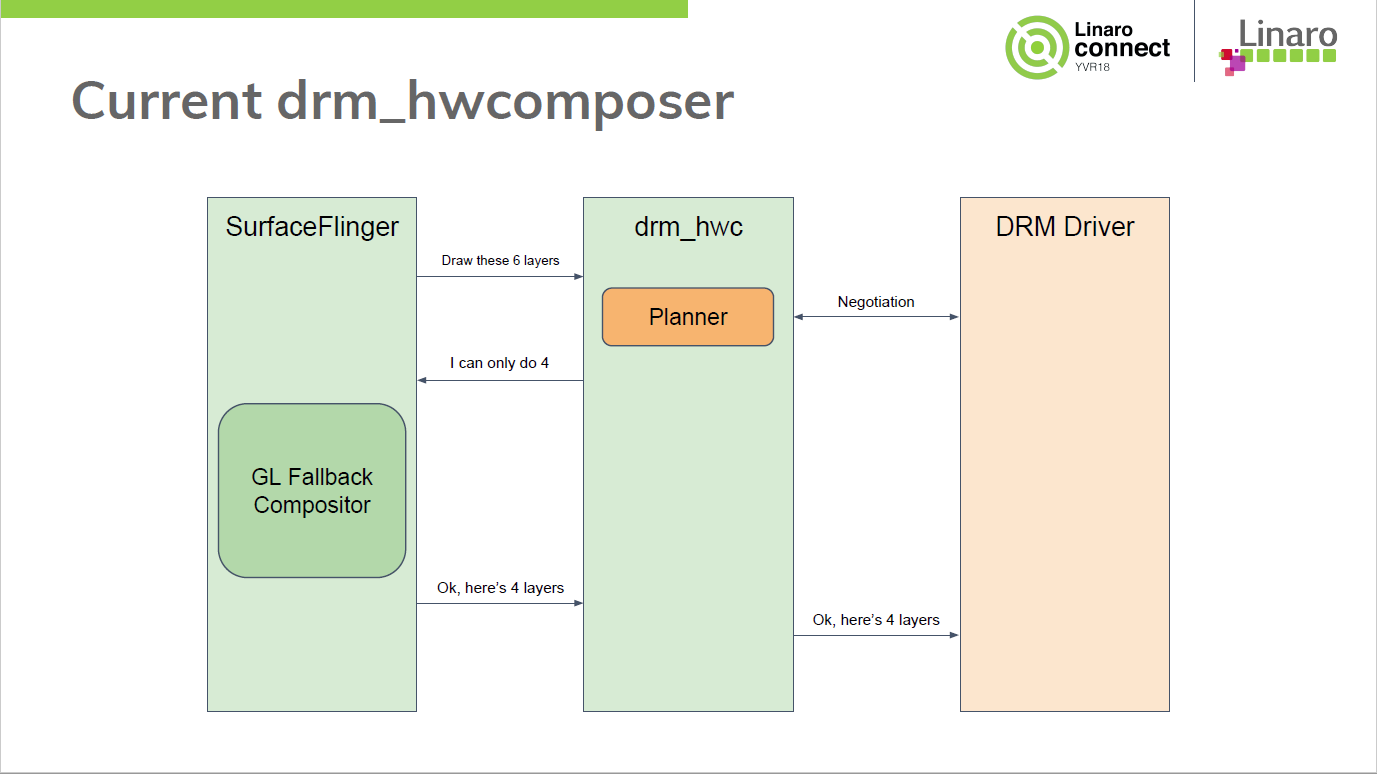 Linaro
connect
YVR18
Linaro
Current drm_hwcomposer
SurfaceFlinger
drm_hwc
DRM Driver
Draw these 6 layers
Planner
Negotiation
I can only do 4
GL Fallback
Compositor
Ok, here’s 4 layers
Ok, here’s 4 layers